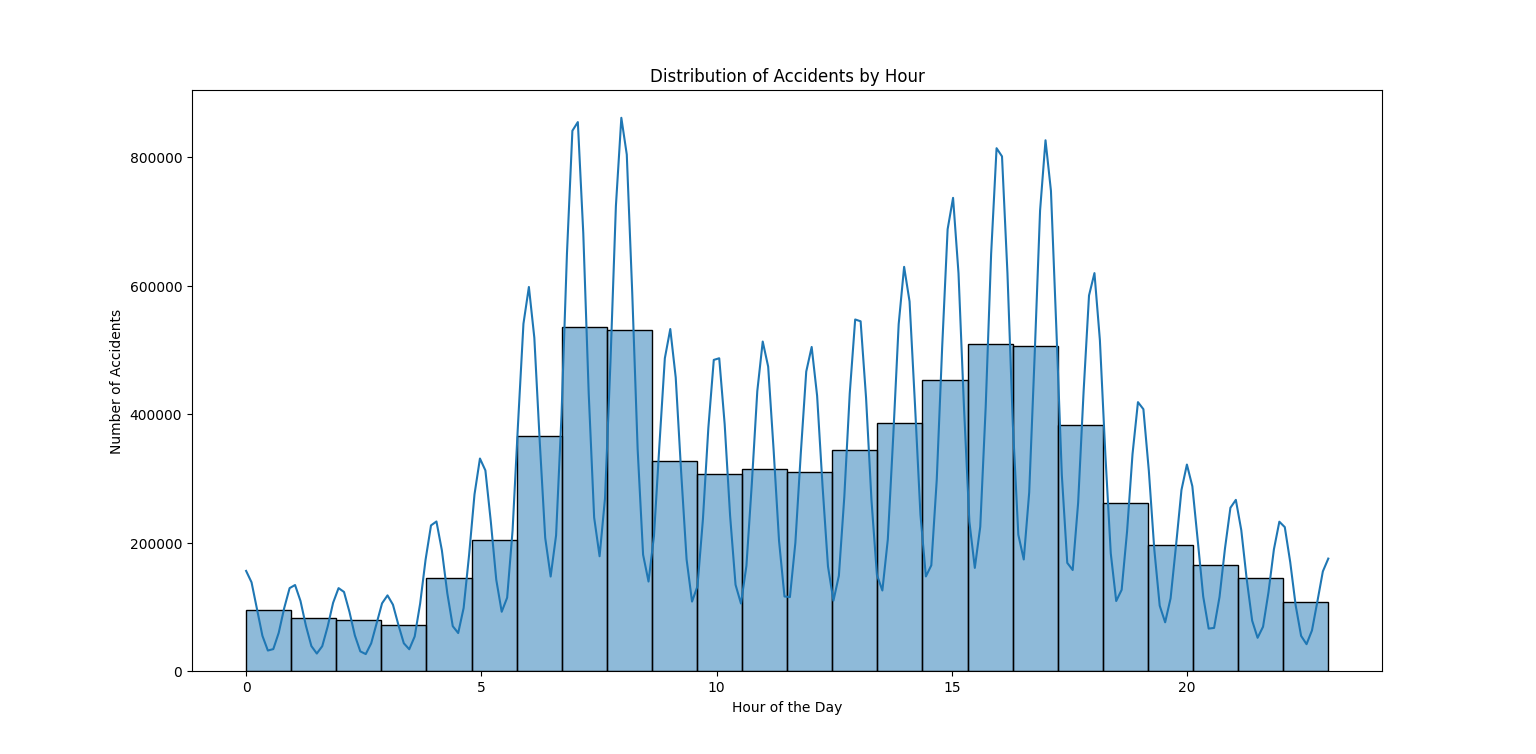 Distribution of Accidents by Hour
Number of Accidents
800000
600000
400000
200000
0
0 5 10 15 20
Hour of the Day